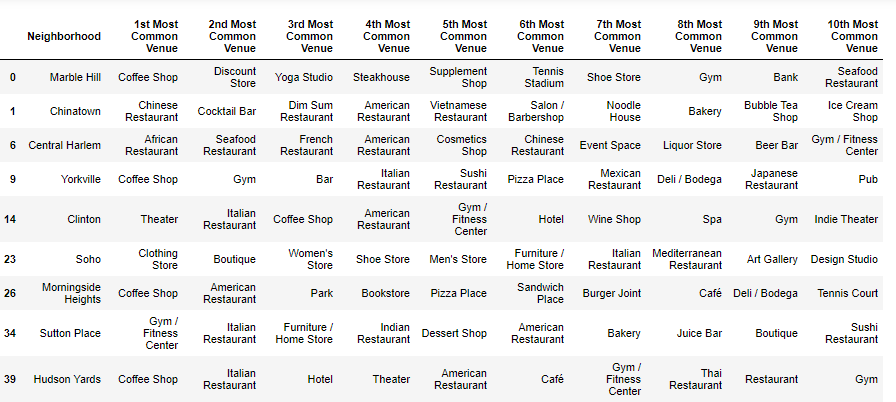 Neighborhood 1st Most Common Venue 2nd Most Common Venue 3rd Most Common Venue 4th Most Common Venue 5th Most Common Venue 6th Most Common Venue 7th Most Common Venue 8th Most Common Venue 9th Most Common Venue 10th Most Common Venue
0 Marble Hill Coffee Shop Discount Store Yoga Studio Steakhouse Supplement Shop Tennis Stadium Shoe Store Gym Bank Seafood Restaurant
1 Chinatown Chinese Restaurant Cocktail Bar Dim Sum Restaurant American Restaurant Vietnamese Restaurant Salon / Barbershop Noodle House Bakery Bubble Tea Shop Ice Cream Shop
6 Central Harlem African Restaurant Seafood Restaurant French Restaurant American Restaurant Cosmetics Shop Chinese Restaurant Event Space Liquor Store Beer Bar Gym / Fitness Center
9 Yorkville Coffee Shop Gym Bar Italian Restaurant Sushi Restaurant Pizza Place Mexican Restaurant Deli / Bodega Japanese Restaurant Pub
14 Clinton Theater Italian Restaurant Coffee Shop American Restaurant Gym / Fitness Center Hotel Wine Shop Spa Gym Indie Theater
23 Soho Clothing Store Boutique Women's Store Shoe Store Men's Store Furniture / Home Store Italian Restaurant Mediterranean Restaurant Art Gallery Design Studio
26 Morningside Heights Coffee Shop American Restaurant Park Bookstore Pizza Place Sandwich Place Burger Joint Café Deli / Bodega Tennis Court
34 Sutton Place Gym / Fitness Center Italian Restaurant Furniture / Home Store Indian Restaurant Dessert Shop American Restaurant Bakery Juice Bar Boutique Sushi Restaurant
39 Hudson Yards Coffee Shop Italian Restaurant Hotel Theater American Restaurant Café Gym / Fitness Center Thai Restaurant Restaurant Gym